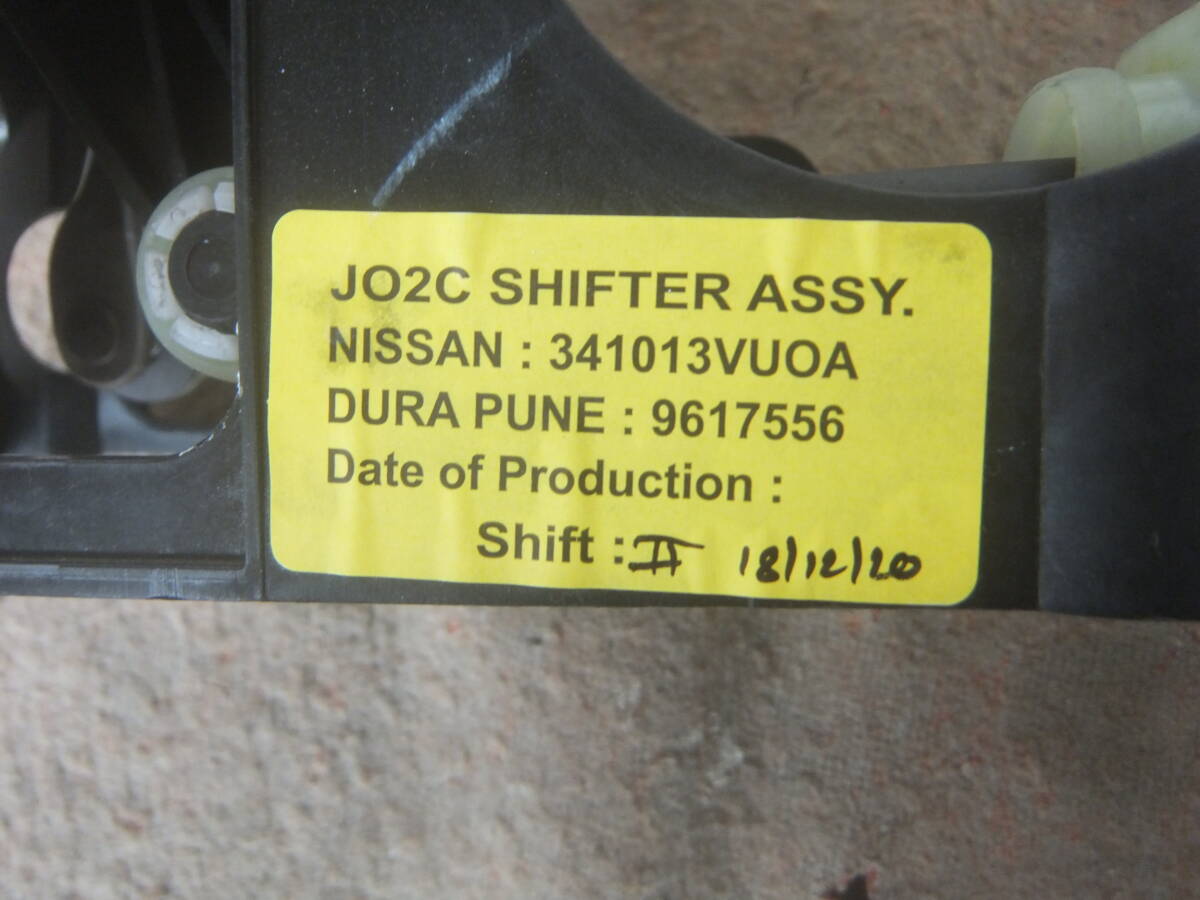 JO2C SHIFTER ASSY.
NISSAN : 341013VUOA
DURA PUNE : 9617556
Date of Production :
Shift : II 18/12/20